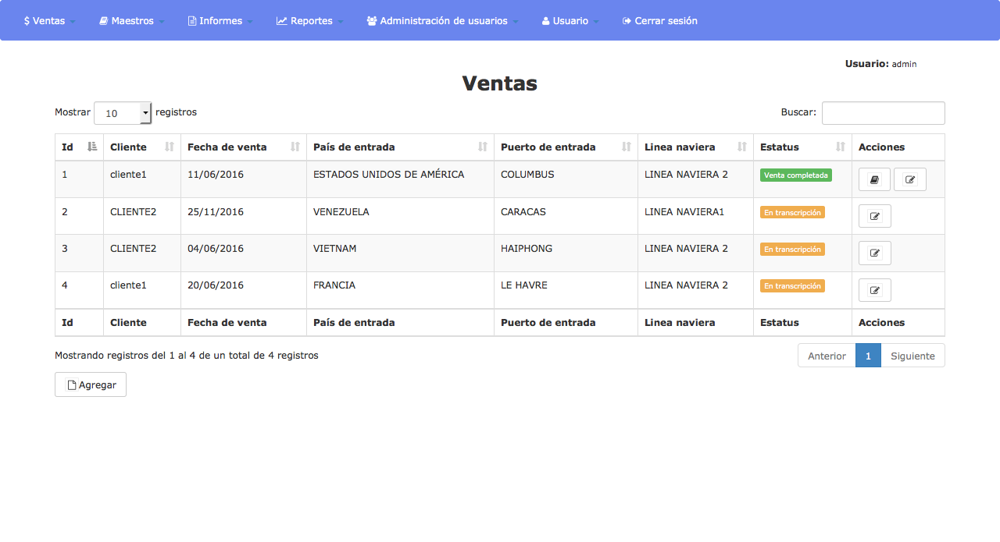 $ Ventas Maestros Informes Reportes Administración de usuarios Usuario Cerrar sesión
Usuario: admin
Ventas
Mostrar 10 registros Buscar:
Id Cliente Fecha de venta País de entrada Puerto de entrada Linea naviera Estatus Acciones
1 cliente1 11/06/2016 ESTADOS UNIDOS DE AMÉRICA COLUMBUS LINEA NAVIERA 2 Venta completada
2 CLIENTE2 25/11/2016 VENEZUELA CARACAS LINEA NAVIERA1 En transcripción
3 CLIENTE2 04/06/2016 VIETNAM HAIPHONG LINEA NAVIERA 2 En transcripción
4 cliente1 20/06/2016 FRANCIA LE HAVRE LINEA NAVIERA 2 En transcripción
Id Cliente Fecha de venta País de entrada Puerto de entrada Linea naviera Estatus Acciones
Mostrando registros del 1 al 4 de un total de 4 registros Anterior 1 Siguiente
Agregar